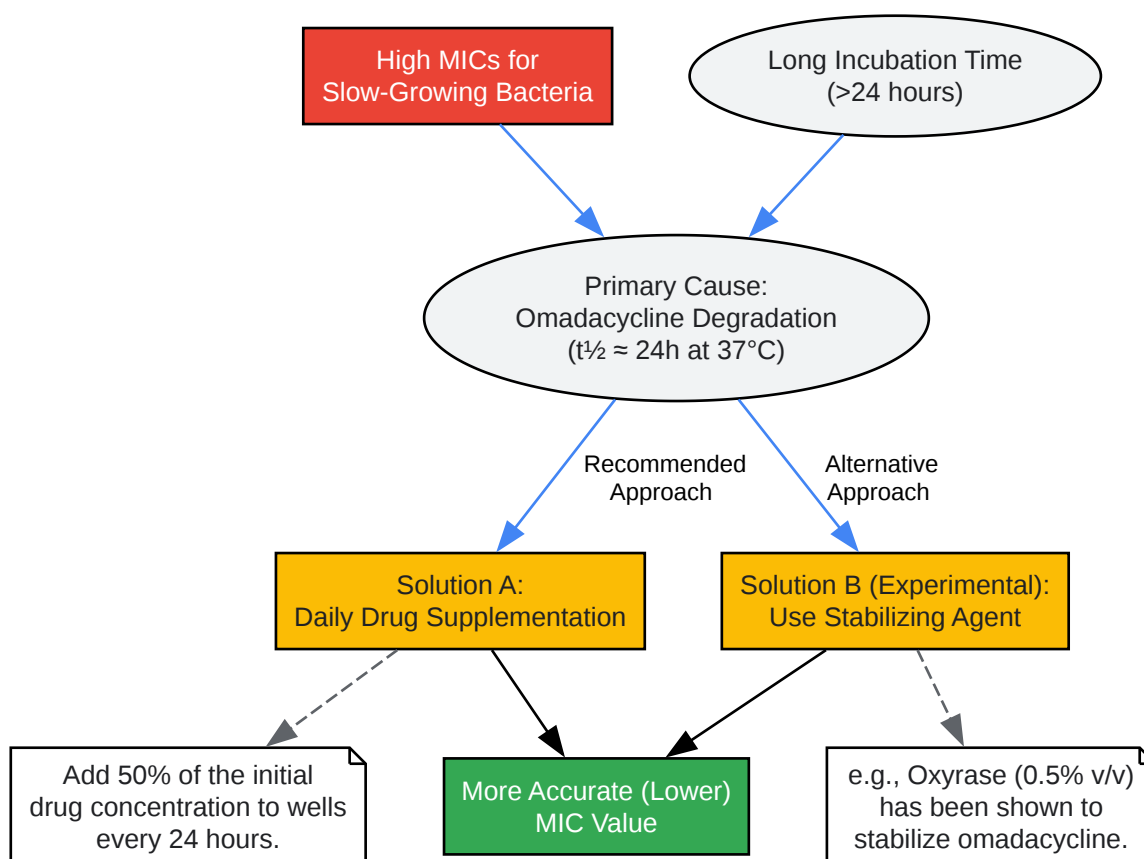 High MICs for
Slow-Growing Bacteria
Long Incubation Time
(>24 hours)
Primary Cause:
Omadacycline Degradation
(t½ ≈ 24h at 37°C)
Recommended
Approach
Alternative
Approach
Solution A:
Daily Drug Supplementation
Solution B (Experimental):
Use Stabilizing Agent
Add 50% of the initial
drug concentration to wells
every 24 hours.
More Accurate (Lower)
MIC Value
e.g., Oxyrase (0.5% v/v)
has been shown to
stabilize omadacycline.